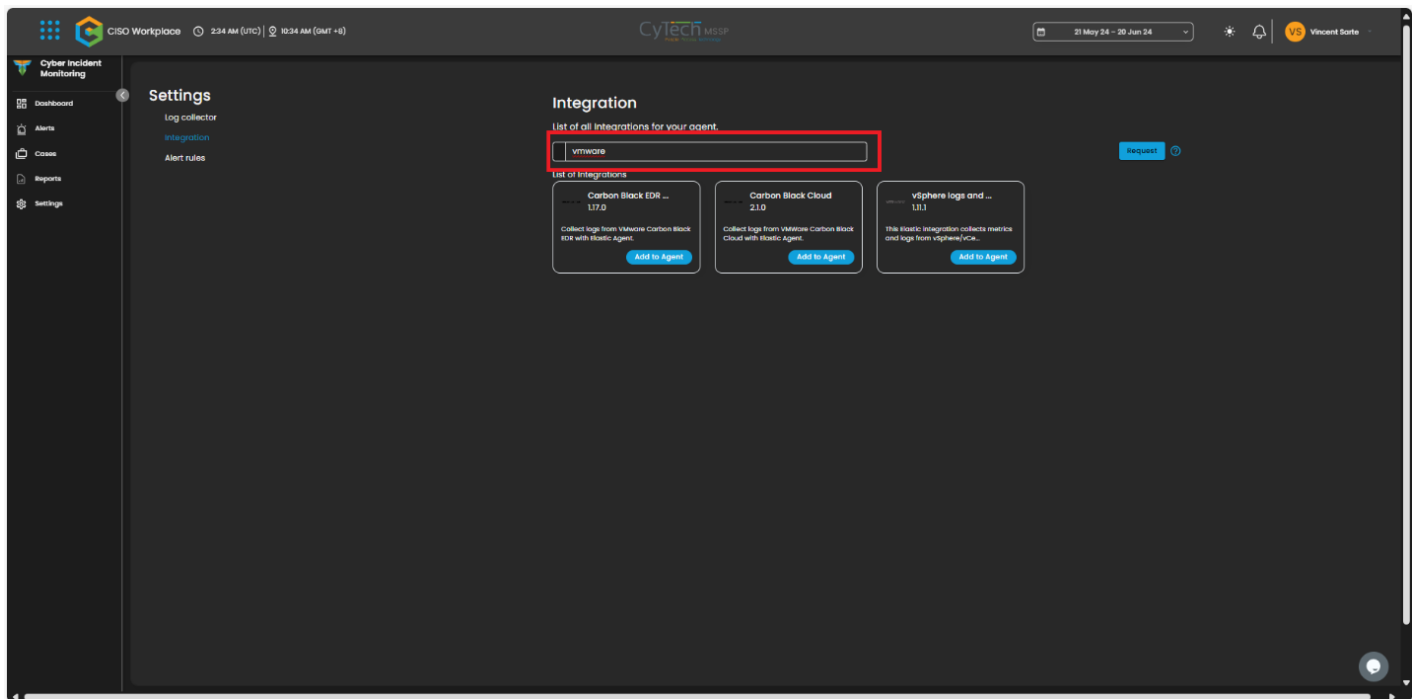 CISO Workplace 2:34 AM (UTC) | 10:34 AM (GMT +8)
CyTech MSSP
21 May 24 - 20 Jun 24
VS Vincent Sorte
Cyber Incident
Monitoring
Dashboard
Alerts
Cases
Reports
Settings
Settings
Log collector
Integration
Alert rules
Integration
List of all Integrations for your agent.
vmware
Request
List of Integrations
Carbon Black EDR ...
1.17.0
Collect logs from VMWare Carbon Black
EDR with Elastic Agent.
Add to Agent
Carbon Black Cloud
2.1.0
Collect logs from VMWare Carbon Black
Cloud with Elastic Agent.
Add to Agent
vSphere logs and ...
1.11.1
This Elastic Integration collects metrics
and logs from vSphere/vCe...
Add to Agent